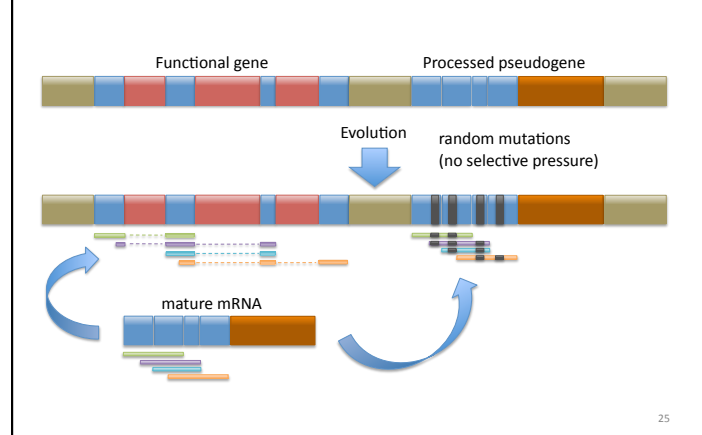 Functional gene
Processed pseudogene
Evolution
random mutations
(no selective pressure)
mature mRNA
25